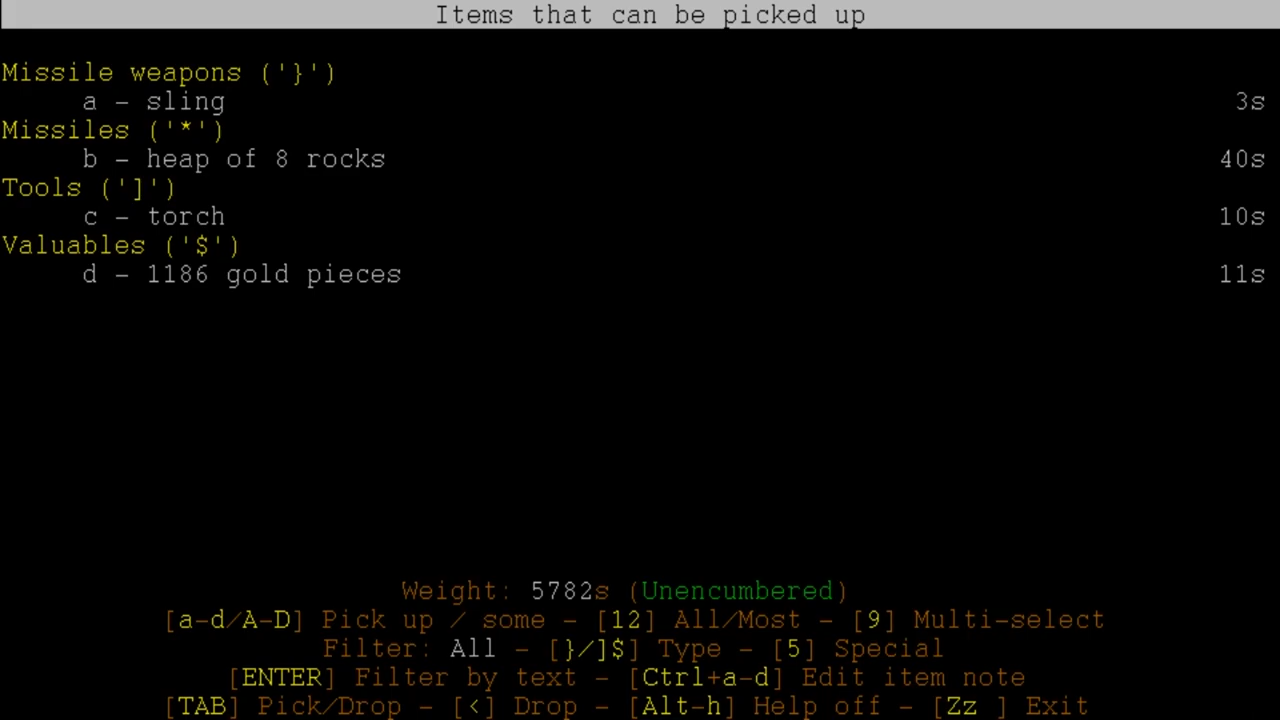 Items that can be picked up
Missile weapons ('}')
a - sling 3s
Missiles ('*')
b - heap of 8 rocks 40s
Tools (']')
c - torch 10s
Valuables ('$')
d - 1186 gold pieces 11s
Weight: 5782s (Unencumbered)
[a-d/A-D] Pick up / some - [12] All/Most - [9] Multi-select
Filter: All - [}/]$] Type - [5] Special
[ENTER] Filter by text - [Ctrl+a-d] Edit item note
[TAB] Pick/Drop - [<] Drop - [Alt-h] Help off - [Zz ] Exit